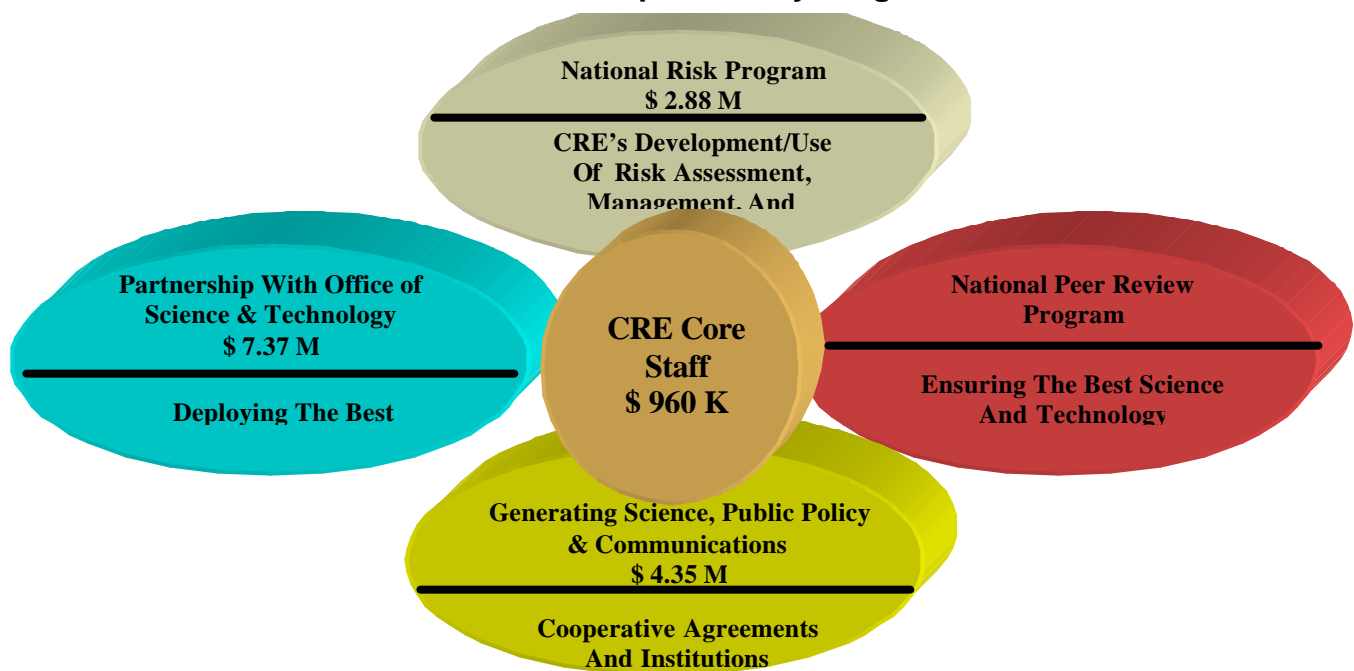 National Risk Program
$ 2.88 M
CRE's Development/Use
Of Risk Assessment,
Management, And
Partnership With Office of
Science & Technology
$ 7.37 M
Deploying The Best
CRE Core
Staff
$ 960 K
National Peer Review
Program
Ensuring The Best Science
And Technology
Generating Science, Public Policy
& Communications
$ 4.35 M
Cooperative Agreements
And Institutions